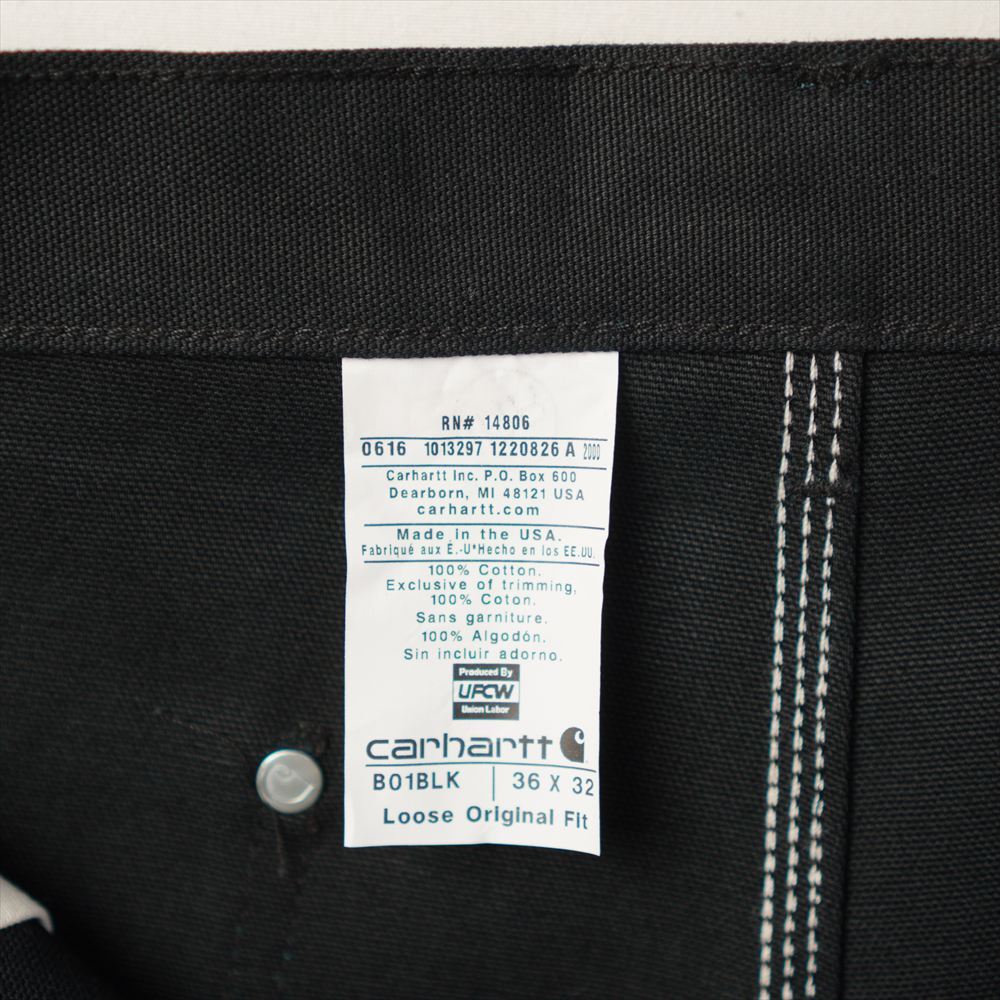 RN# 14806
0616 1013297 1220826 A 2000
Carhartt Inc. P.O. Box 600
Dearborn, MI 48121 USA
carhartt.com
Made in the USA.
Fabriqué aux É.-U*Hecho en los EE.UU.
100% Cotton.
Exclusive of trimming,
100% Coton.
Sans garniture.
100% Algodón.
Sin incluir adorno.
Produced By
UFCW
Union Labor
carhartt
B01BLK | 36 X 32
Loose Original Fit